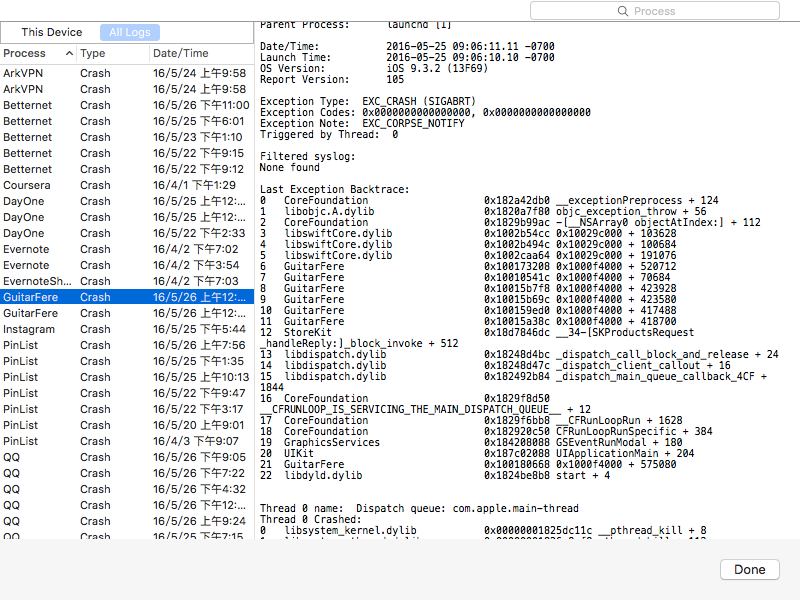 Process
This Device
All Logs
Process Type Date/Time
ArkVPN Crash 16/5/24 上午9:58
ArkVPN Crash 16/5/24 上午9:58
Betternet Crash 16/5/26 下午11:00
Betternet Crash 16/5/25 下午6:01
Betternet Crash 16/5/23 下午1:10
Betternet Crash 16/5/22 下午9:15
Betternet Crash 16/5/22 下午9:12
Coursera Crash 16/4/1 下午1:29
DayOne Crash 16/5/25 上午12:...
DayOne Crash 16/5/25 上午12:...
DayOne Crash 16/5/22 下午2:33
Evernote Crash 16/4/2 下午7:02
Evernote Crash 16/4/2 下午3:54
EvernoteSh... Crash 16/4/2 下午7:03
GuitarFere Crash 16/5/26 上午12:...
GuitarFere Crash 16/5/26 上午12:...
Instagram Crash 16/5/25 下午5:44
PinList Crash 16/5/26 上午7:56
PinList Crash 16/5/25 下午1:35
PinList Crash 16/5/25 上午10:13
PinList Crash 16/5/22 下午9:47
PinList Crash 16/5/22 下午3:17
PinList Crash 16/5/20 上午9:01
PinList Crash 16/4/3 下午9:07
QQ Crash 16/5/26 下午9:05
QQ Crash 16/5/26 下午7:22
QQ Crash 16/5/26 下午4:32
QQ Crash 16/5/26 下午12:...
QQ Crash 16/5/26 上午9:24
QQ Crash 16/5/25 下午7:15
Parent Process: launchd [1]
Date/Time: 2016-05-25 09:06:11.11 -0700
Launch Time: 2016-05-25 09:06:10.10 -0700
OS Version: iOS 9.3.2 (13F69)
Report Version: 105
Exception Type: EXC_CRASH (SIGABRT)
Exception Codes: 0x0000000000000000, 0x0000000000000000
Exception Note: EXC_CORPSE_NOTIFY
Triggered by Thread: 0
Filtered syslog:
None found
Last Exception Backtrace:
0 CoreFoundation 0x182a42db0 __exceptionPreprocess + 124
1 libobjc.A.dylib 0x1820a7f80 objc_exception_throw + 56
2 CoreFoundation 0x1829b99ac -[__NSArray0 objectAtIndex:] + 112
3 libswiftCore.dylib 0x1002b54cc 0x10029c000 + 103628
4 libswiftCore.dylib 0x1002b494c 0x10029c000 + 100684
5 libswiftCore.dylib 0x1002caa64 0x10029c000 + 191076
6 GuitarFere 0x100173208 0x1000f4000 + 520712
7 GuitarFere 0x10010541c 0x1000f4000 + 70684
8 GuitarFere 0x10015b7f8 0x1000f4000 + 423928
9 GuitarFere 0x10015b69c 0x1000f4000 + 423580
10 GuitarFere 0x100159ed0 0x1000f4000 + 417488
11 GuitarFere 0x10015a38c 0x1000f4000 + 418700
12 StoreKit 0x18d7846dc __34-[SKProductsRequest
_handleReply:]_block_invoke + 512
13 libdispatch.dylib 0x18248d4bc _dispatch_call_block_and_release + 24
14 libdispatch.dylib 0x18248d47c _dispatch_client_callout + 16
15 libdispatch.dylib 0x182492b84 _dispatch_main_queue_callback_4CF +
1844
16 CoreFoundation 0x1829f8d50
__CFRUNLOOP_IS_SERVICING_THE_MAIN_DISPATCH_QUEUE__ + 12
17 CoreFoundation 0x1829f6bb8 __CFRunLoopRun + 1628
18 CoreFoundation 0x182920c50 CFRunLoopRunSpecific + 384
19 GraphicsServices 0x184208088 GSEventRunModal + 180
20 UIKit 0x187c02088 UIApplicationMain + 204
21 GuitarFere 0x100180668 0x1000f4000 + 575080
22 libdyld.dylib 0x1824be8b8 start + 4
Thread 0 name: Dispatch queue: com.apple.main-thread
Thread 0 Crashed:
0 libsystem_kernel.dylib 0x00000001825dc11c __pthread_kill + 8
Done